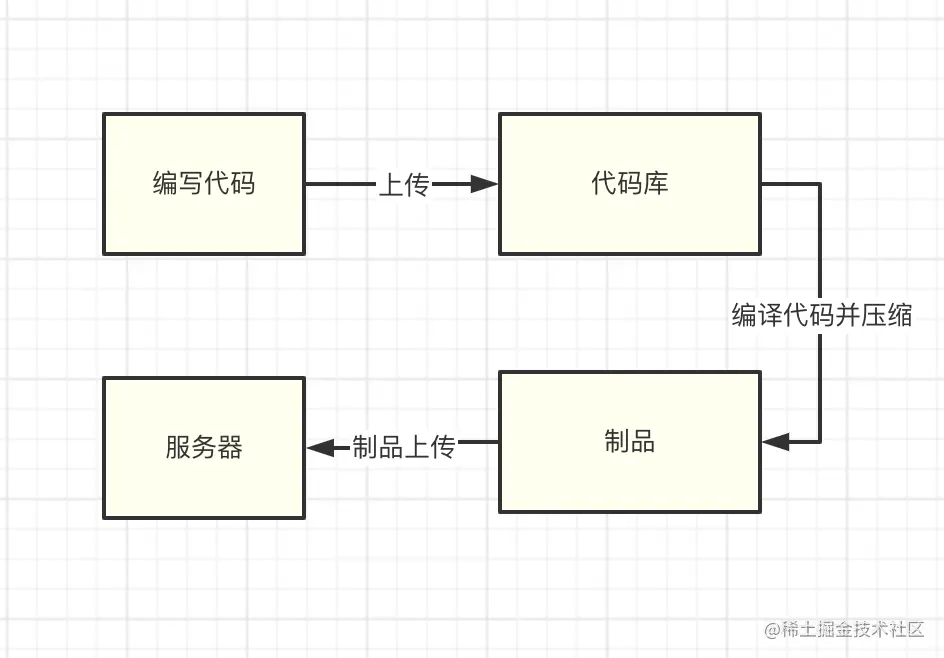 编写代码
上传
代码库
编译代码并压缩
制品
制品上传
服务器
@稀土掘金技术社区